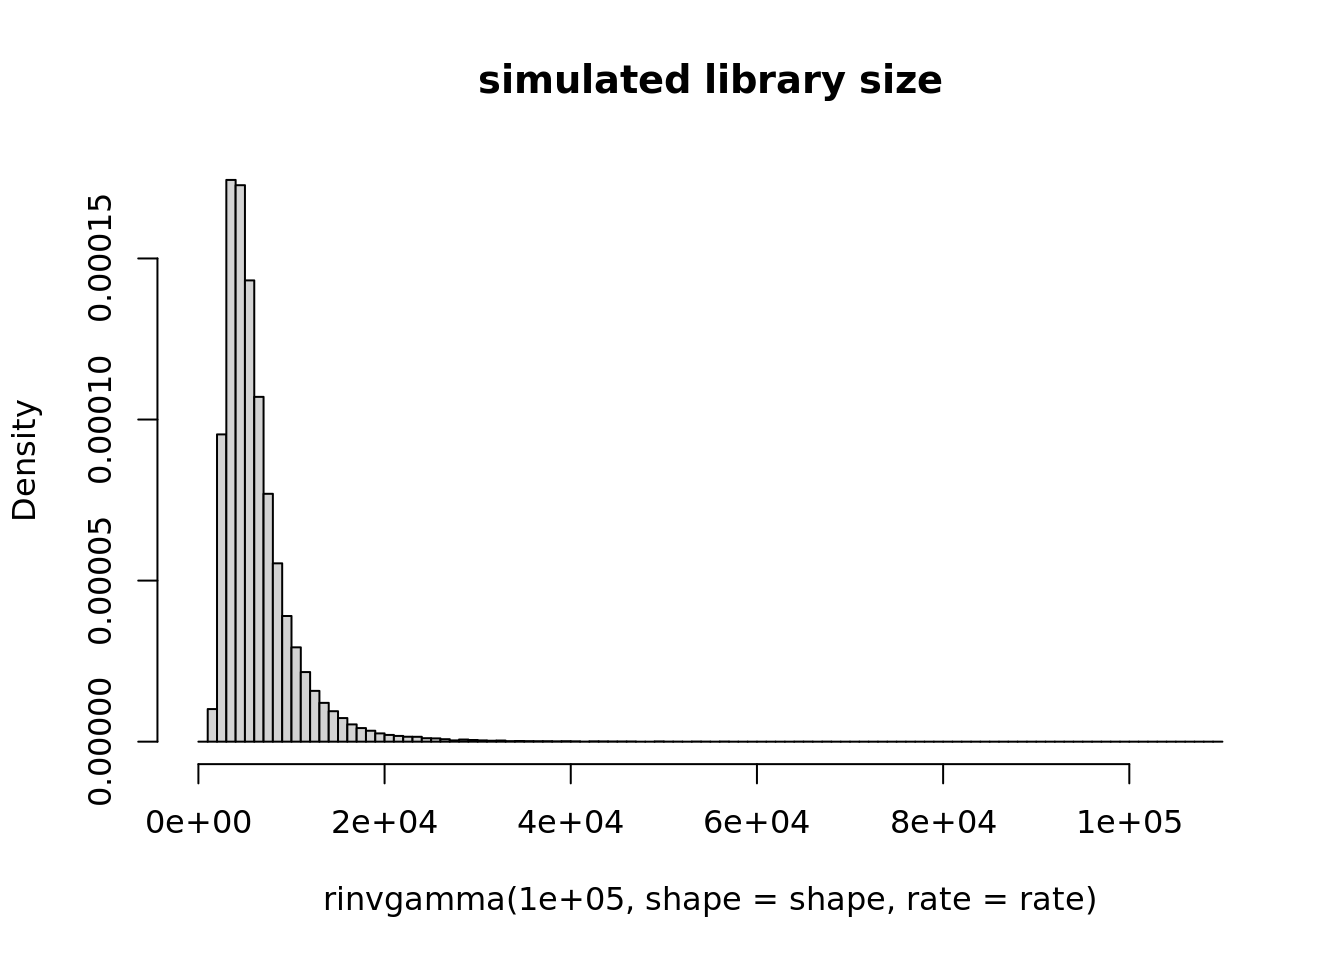 simulated library size
Density
0.00015
0.00010
0.00005
0.00000
0e+00 2e+04 4e+04 6e+04 8e+04 1e+05
rinvgamma(1e+05, shape = shape, rate = rate)